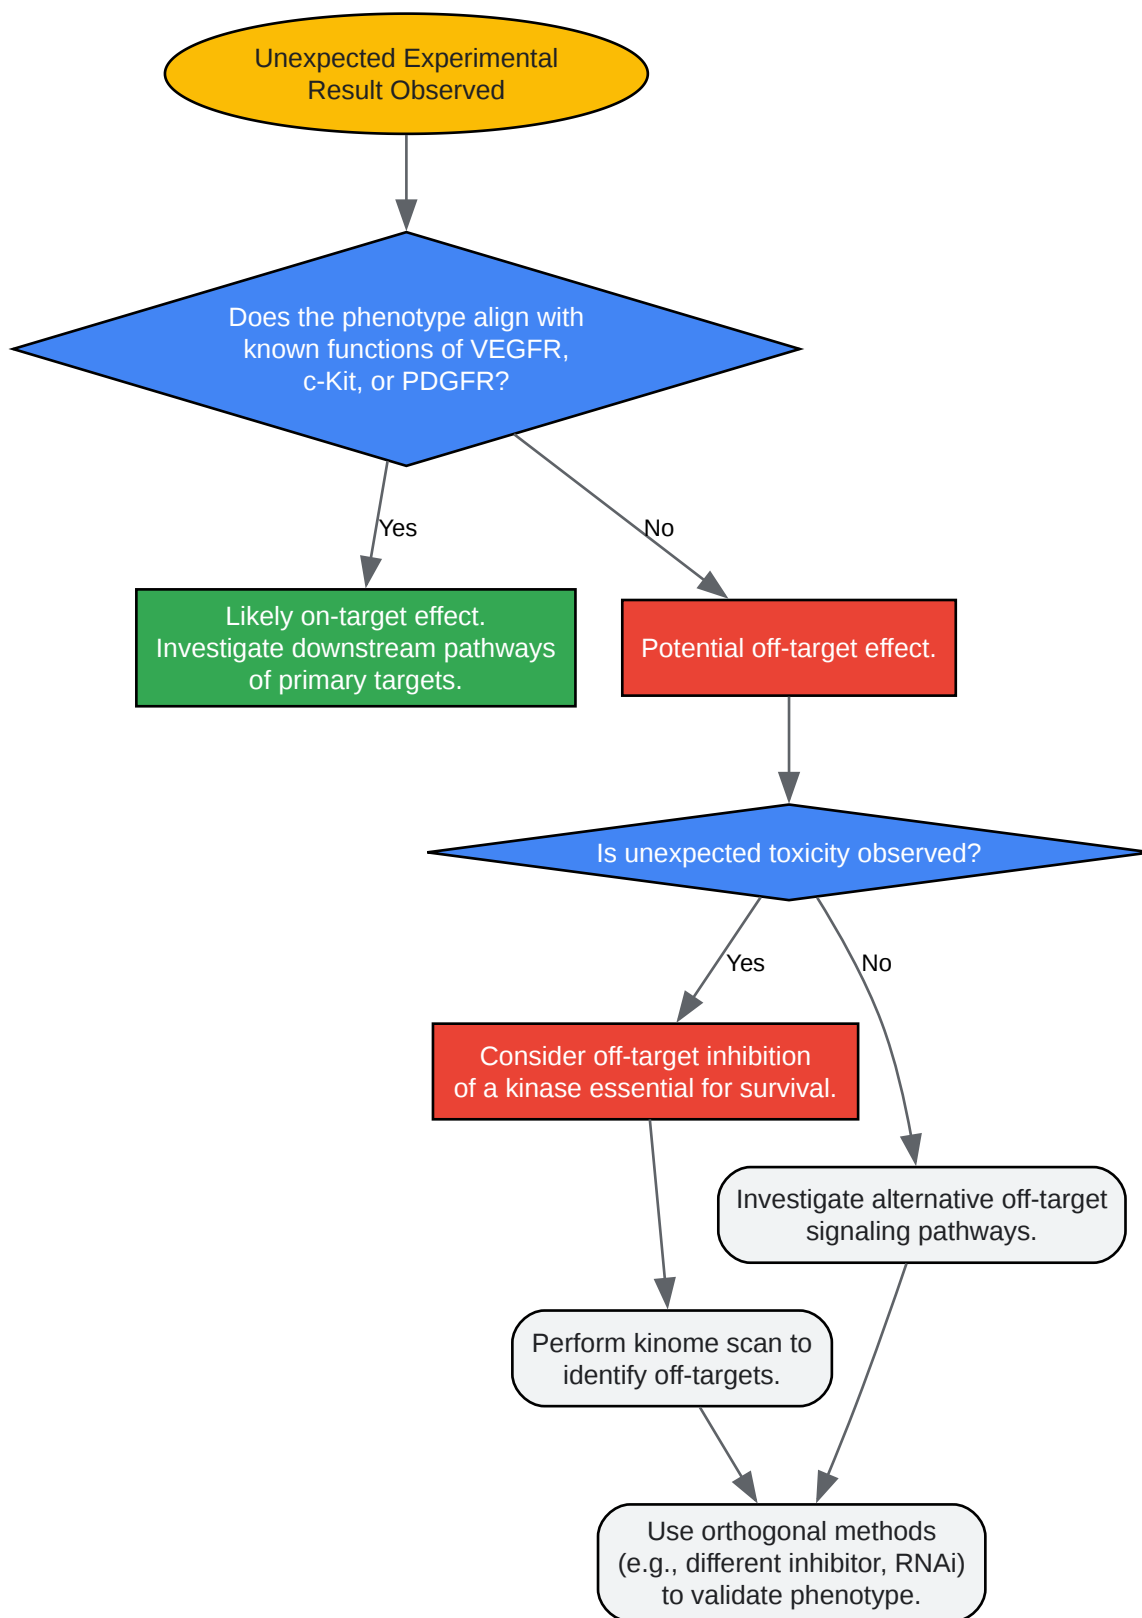 Unexpected Experimental
Result Observed
Does the phenotype align with
known functions of VEGFR,
c-Kit, or PDGFR?
Yes
No
Likely on-target effect.
Investigate downstream pathways
of primary targets.
Potential off-target effect.
Is unexpected toxicity observed?
Yes
No
Consider off-target inhibition
of a kinase essential for survival.
Investigate alternative off-target
signaling pathways.
Perform kinome scan to
identify off-targets.
Use orthogonal methods
(e.g., different inhibitor, RNAi)
to validate phenotype.